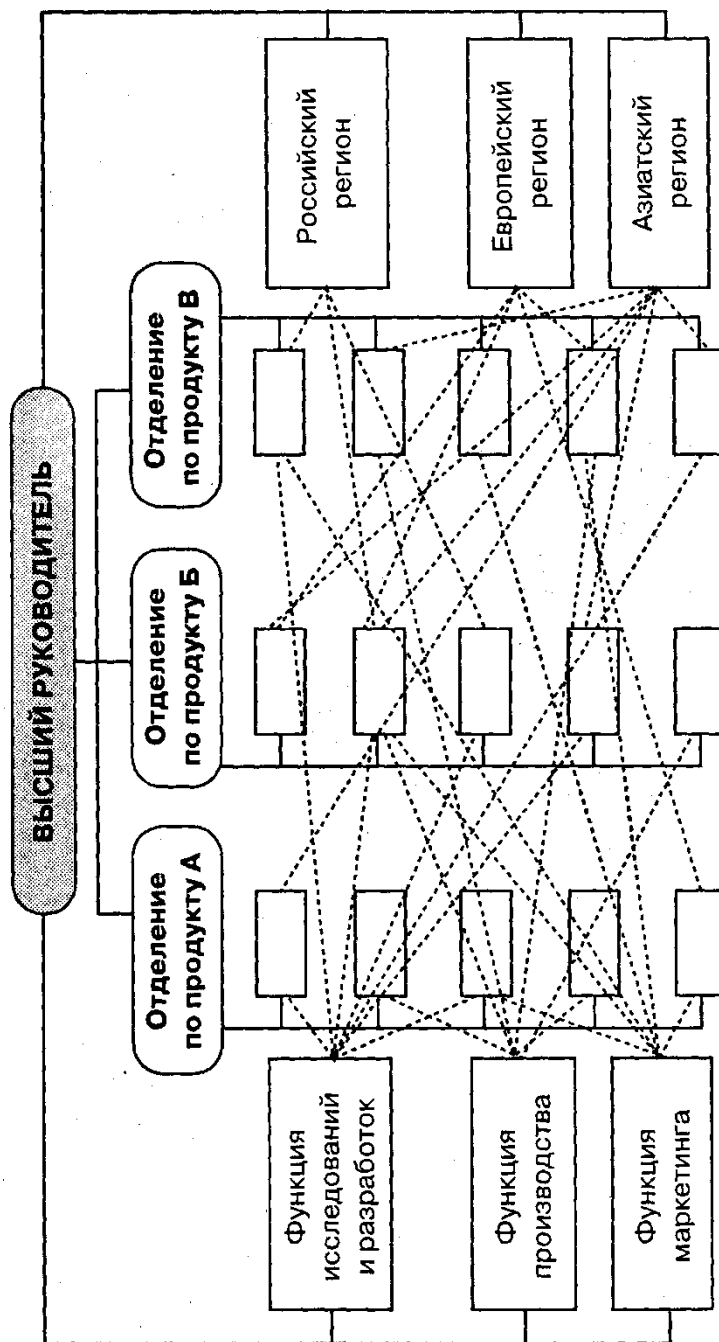 ВЫСШИЙ РУКОВОДИТЕЛЬ
Отделение
по продукту А
Отделение
по продукту Б
Отделение
по продукту В
Функция
исследований
и разработок
Функция
производства
Функция
маркетинга
Российский
регион
Европейский
регион
Азиатский
регион